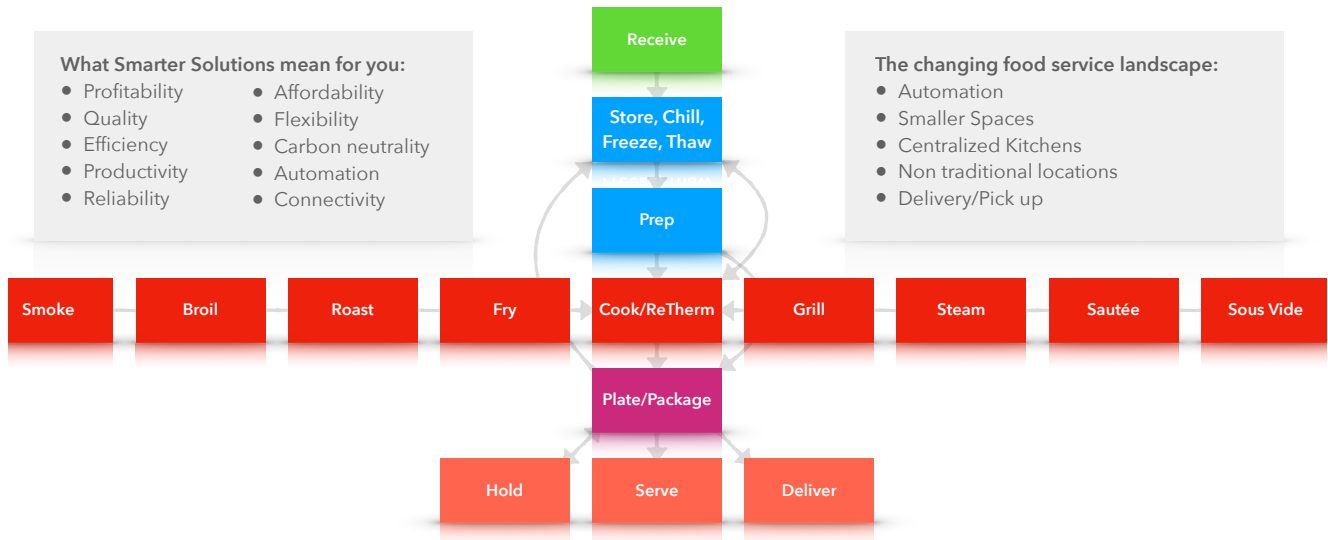 Receive
What Smarter Solutions mean for you:
Profitability
Quality
Efficiency
Productivity
Reliability
Affordability
Flexibility
Carbon neutrality
Automation
Connectivity
Store, Chill,
Freeze, Thaw
Prep
The changing food service landscape:
Automation
Smaller Spaces
Centralized Kitchens
Non traditional locations
Delivery/Pick up
Smoke
Broil
Roast
Fry
Cook/ReTherm
Grill
Steam
Sautée
Sous Vide
Plate/Package
Hold
Serve
Deliver